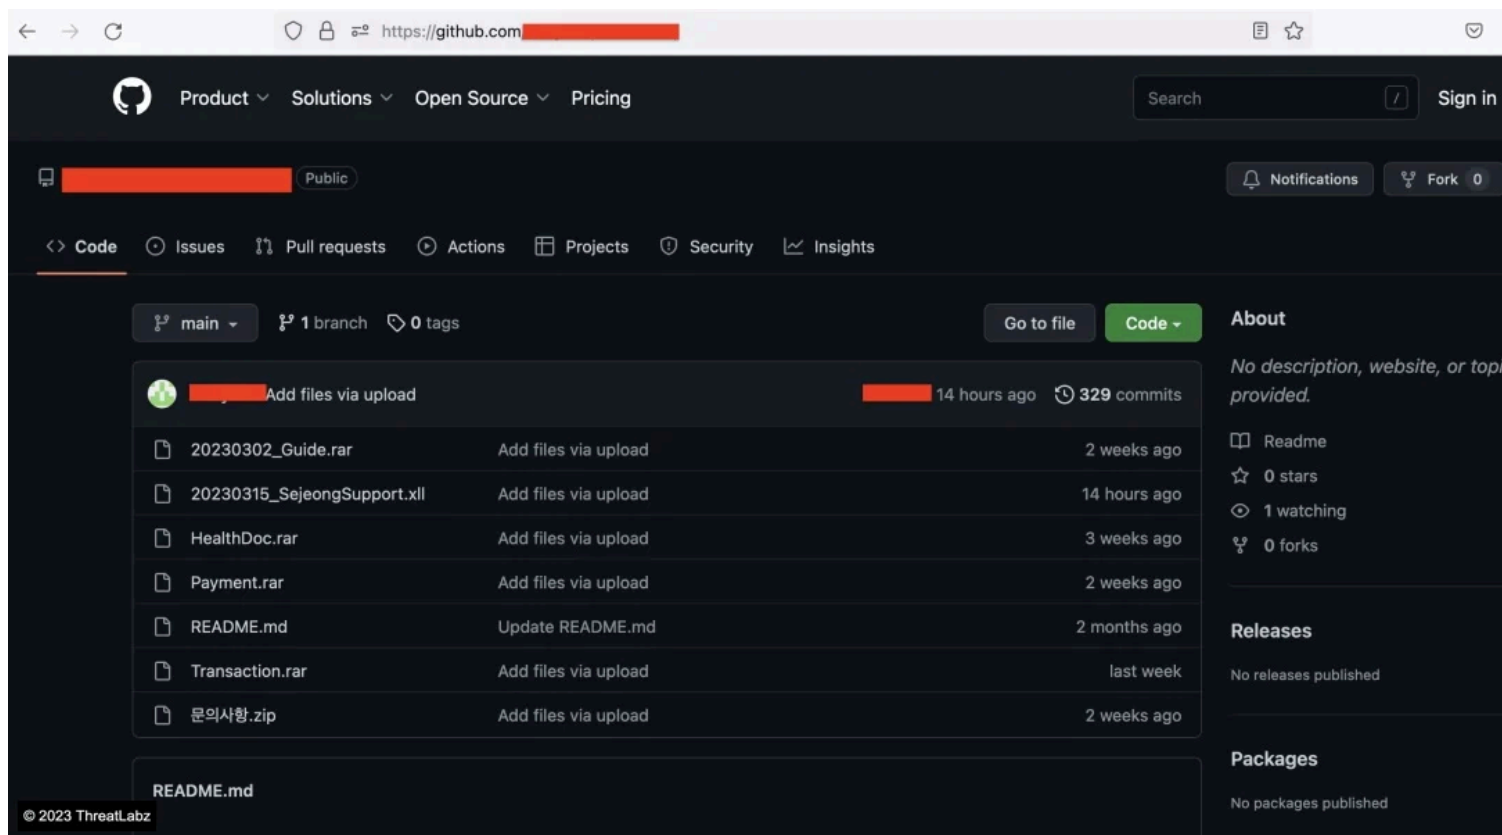 https://github.com
Product Solutions Open Source Pricing Search / Sign in
Public Notifications Fork 0
<> Code Issues Pull requests Actions Projects Security Insights
main 1 branch 0 tags Go to file Code
Add files via upload 14 hours ago 329 commits
20230302_Guide.rar Add files via upload 2 weeks ago
20230315_SejeongSupport.xll Add files via upload 14 hours ago
HealthDoc.rar Add files via upload 3 weeks ago
Payment.rar Add files via upload 2 weeks ago
README.md Update README.md 2 months ago
Transaction.rar Add files via upload last week
문의사항.zip Add files via upload 2 weeks ago
README.md
About
No description, website, or topi
provided.
Readme
0 stars
1 watching
0 forks
Releases
No releases published
Packages
No packages published
© 2023 ThreatLabz